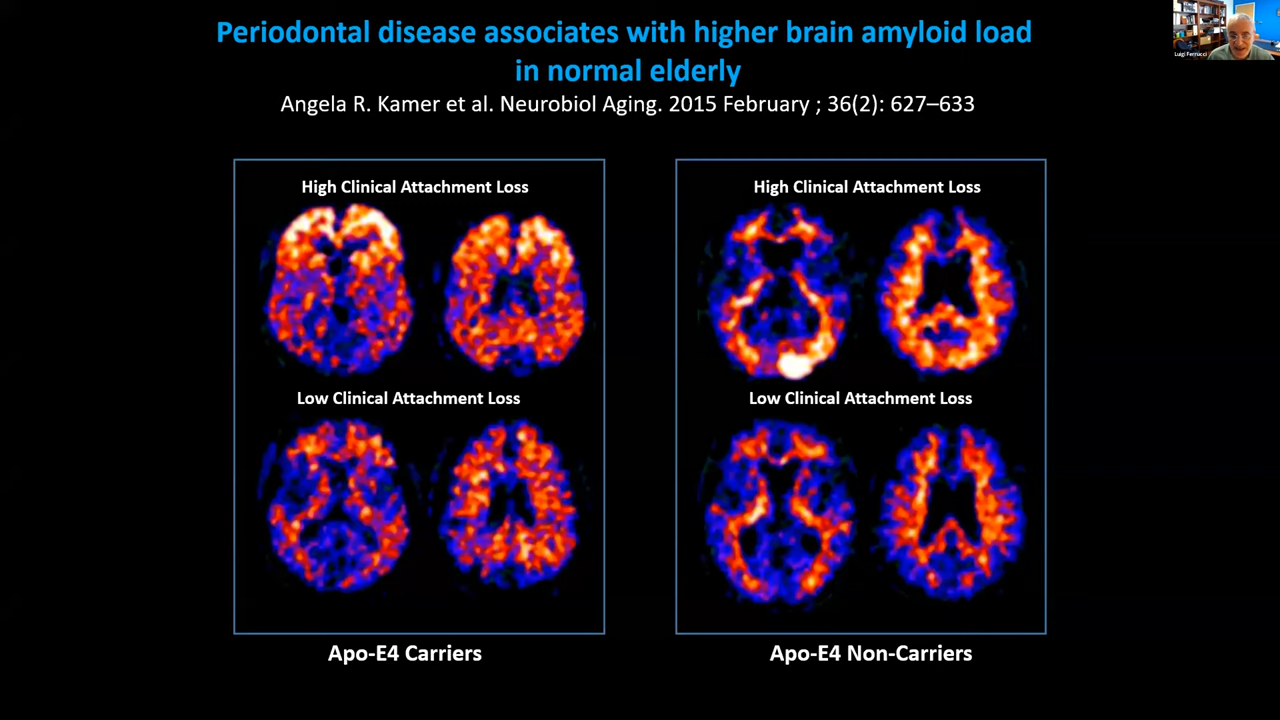 Periodontal disease associates with higher brain amyloid load
in normal elderly
Angela R. Kamer et al. Neurobiol Aging. 2015 February ; 36(2): 627–633
Luigi Ferrucci
High Clinical Attachment Loss
High Clinical Attachment Loss
Low Clinical Attachment Loss
Low Clinical Attachment Loss
Apo-E4 Carriers
Apo-E4 Non-Carriers